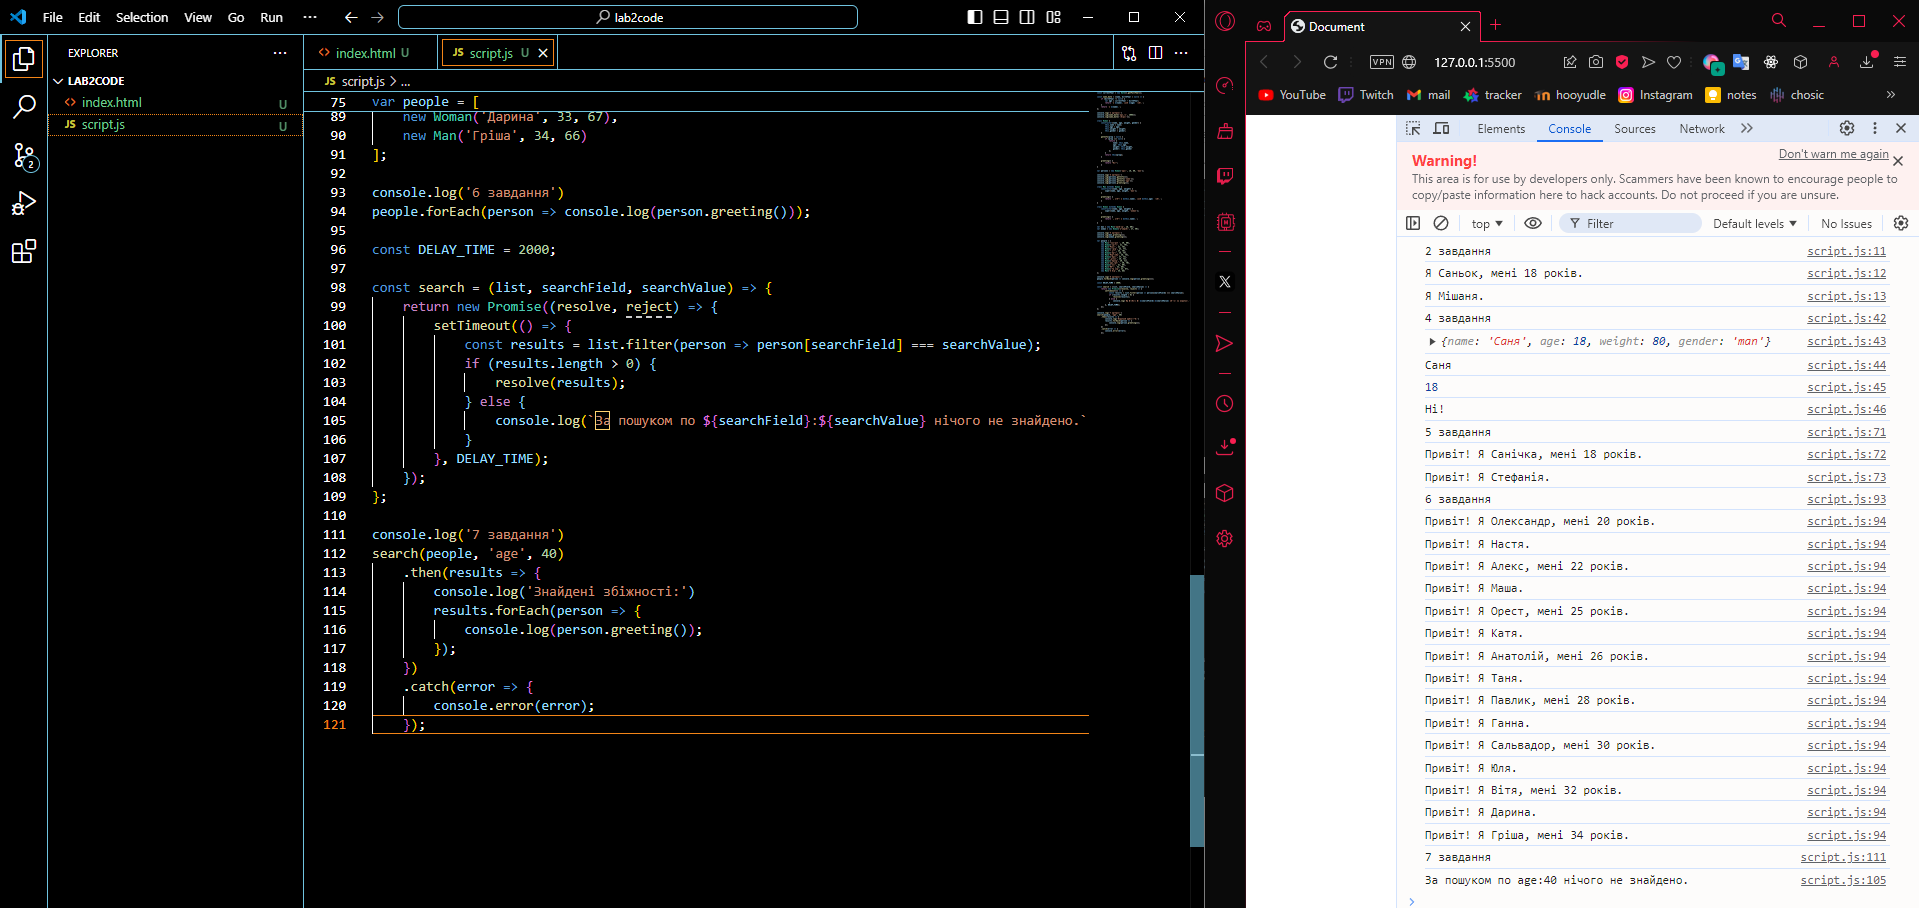 File Edit Selection View Go Run ···
lab2code
EXPLORER ···
LAB2CODE
index.html U
script.js U
2
index.html U
JS script.js U
JS script.js > ...
75 var people = [
89 new Woman('Дарина', 33, 67),
90 new Man('Гріша', 34, 66)
91 ];
92
93 console.log('6 завдання')
94 people.forEach(person => console.log(person.greeting()));
95
96 const DELAY_TIME = 2000;
97
98 const search = (list, searchField, searchValue) => {
99 return new Promise((resolve, reject) => {
100 setTimeout(() => {
101 const results = list.filter(person => person[searchField] === searchValue);
102 if (results.length > 0) {
103 resolve(results);
104 } else {
105 console.log(`За пошуком по ${searchField}:${searchValue} нічого не знайдено.`
106 }
107 }, DELAY_TIME);
108 });
109 };
110
111 console.log('7 завдання')
112 search(people, 'age', 40)
113 .then(results => {
114 console.log('Знайдені збіжності:')
115 results.forEach(person => {
116 console.log(person.greeting());
117 });
118 })
119 .catch(error => {
120 console.error(error);
121 });
Document
VPN 127.0.0.1:5500
YouTube Twitch mail tracker hooyudle Instagram notes chosic »
Elements Console Sources Network »
Warning! Don't warn me again
This area is for use by developers only. Scammers have been known to encourage people to
copy/paste information here to hack accounts. Do not proceed if you are unsure.
top Filter Default levels No Issues
2 завдання script.js:11
Я Саньок, мені 18 років. script.js:12
Я Мішаня. script.js:13
4 завдання script.js:42
{name: 'Саня', age: 18, weight: 80, gender: 'man'} script.js:43
Саня script.js:44
18 script.js:45
Ні! script.js:46
5 завдання script.js:71
Привіт! Я Санічка, мені 18 років. script.js:72
Привіт! Я Стефанія. script.js:73
6 завдання script.js:93
Привіт! Я Олександр, мені 20 років. script.js:94
Привіт! Я Настя. script.js:94
Привіт! Я Алекс, мені 22 років. script.js:94
Привіт! Я Маша. script.js:94
Привіт! Я Орест, мені 25 років. script.js:94
Привіт! Я Катя. script.js:94
Привіт! Я Анатолій, мені 26 років. script.js:94
Привіт! Я Таня. script.js:94
Привіт! Я Павлик, мені 28 років. script.js:94
Привіт! Я Ганна. script.js:94
Привіт! Я Сальвадор, мені 30 років. script.js:94
Привіт! Я Юля. script.js:94
Привіт! Я Вітя, мені 32 років. script.js:94
Привіт! Я Дарина. script.js:94
Привіт! Я Гріша, мені 34 років. script.js:94
7 завдання script.js:111
За пошуком по age:40 нічого не знайдено. script.js:105